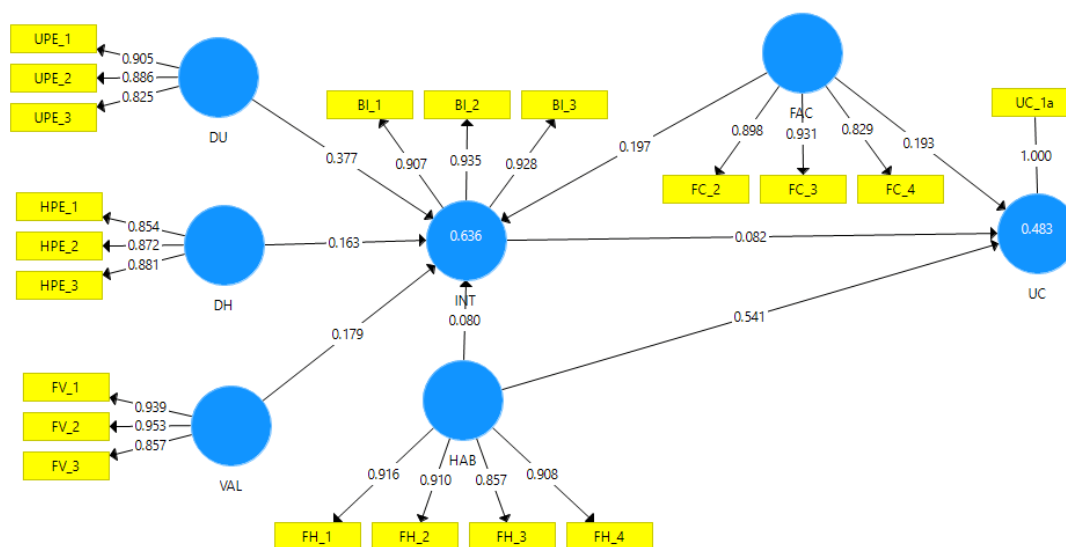 UPE_1
0.905
UPE_2
0.886
UPE_3
0.825
DU
0.377
HPE_1
0.854
HPE_2
0.872
HPE_3
0.881
DH
0.163
FV_1
0.939
FV_2
0.953
FV_3
0.857
VAL
0.179
BI_1
BI_2
BI_3
0.907
0.935
0.928
0.636
INT
0.080
0.082
HAB
0.541
0.916
0.910
0.857
0.908
FH_1
FH_2
FH_3
FH_4
FAC
0.197
0.898
0.931
0.829
0.193
FC_2
FC_3
FC_4
UC_1a
1.000
0.483
UC